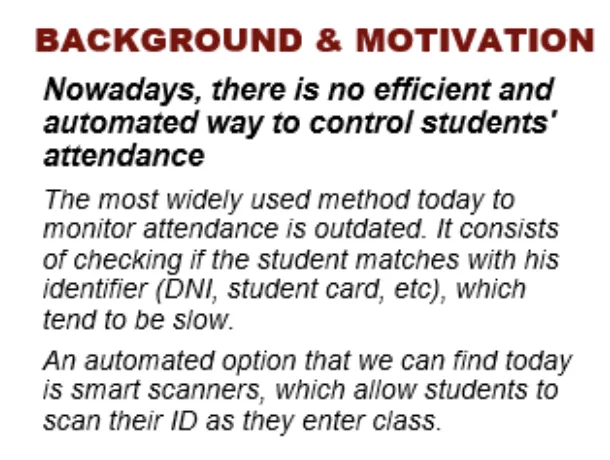 BACKGROUND & MOTIVATION
Nowadays, there is no efficient and
automated way to control students'
attendance
The most widely used method today to
monitor attendance is outdated. It consists
of checking if the student matches with his
identifier (DNI, student card, etc), which
tend to be slow.
An automated option that we can find today
is smart scanners, which allow students to
scan their ID as they enter class.